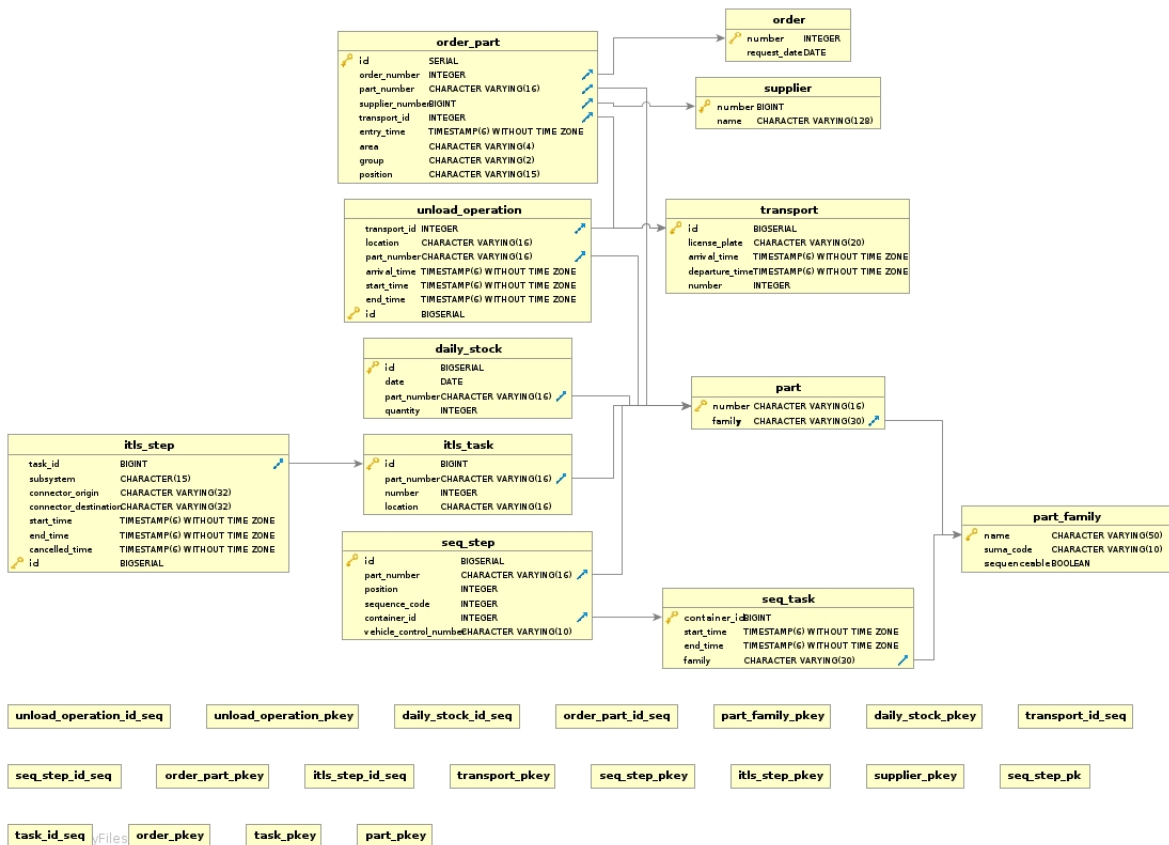 order
number INTEGER
request_date DATE
order_part
id SERIAL
order_number INTEGER
part_number CHARACTER VARYING(16)
supplier_number BIGINT
transport_id INTEGER
entry_time TIMESTAMP(6) WITHOUT TIME ZONE
area CHARACTER VARYING(4)
group CHARACTER VARYING(2)
position CHARACTER VARYING(15)
supplier
number BIGINT
name CHARACTER VARYING(128)
unload_operation
transport_id INTEGER
location CHARACTER VARYING(16)
part_number CHARACTER VARYING(16)
arrival_time TIMESTAMP(6) WITHOUT TIME ZONE
start_time TIMESTAMP(6) WITHOUT TIME ZONE
end_time TIMESTAMP(6) WITHOUT TIME ZONE
id BIGSERIAL
transport
id BIGSERIAL
license_plate CHARACTER VARYING(20)
arrival_time TIMESTAMP(6) WITHOUT TIME ZONE
departure_time TIMESTAMP(6) WITHOUT TIME ZONE
number INTEGER
daily_stock
id BIGSERIAL
date DATE
part_number CHARACTER VARYING(16)
quantity INTEGER
part
number CHARACTER VARYING(16)
family CHARACTER VARYING(30)
itls_step
task_id BIGINT
subsystem CHARACTER(15)
connector_origin CHARACTER VARYING(32)
connector_destination CHARACTER VARYING(32)
start_time TIMESTAMP(6) WITHOUT TIME ZONE
end_time TIMESTAMP(6) WITHOUT TIME ZONE
cancelled_time TIMESTAMP(6) WITHOUT TIME ZONE
id BIGSERIAL
itls_task
id BIGINT
part_number CHARACTER VARYING(16)
number INTEGER
location CHARACTER VARYING(16)
part_family
name CHARACTER VARYING(50)
suma_code CHARACTER VARYING(10)
sequenceable BOOLEAN
seq_step
id BIGSERIAL
part_number CHARACTER VARYING(16)
position INTEGER
sequence_code INTEGER
container_id INTEGER
vehicle_control_number CHARACTER VARYING(10)
seq_task
container_id BIGINT
start_time TIMESTAMP(6) WITHOUT TIME ZONE
end_time TIMESTAMP(6) WITHOUT TIME ZONE
family CHARACTER VARYING(30)
unload_operation_id_seq unload_operation_pkey daily_stock_id_seq order_part_id_seq part_family_pkey daily_stock_pkey transport_id_seq
seq_step_id_seq order_part_pkey itls_step_id_seq transport_pkey seq_step_pkey itls_step_pkey supplier_pkey seq_step_pk
task_id_seq yFiles order_pkey task_pkey part_pkey